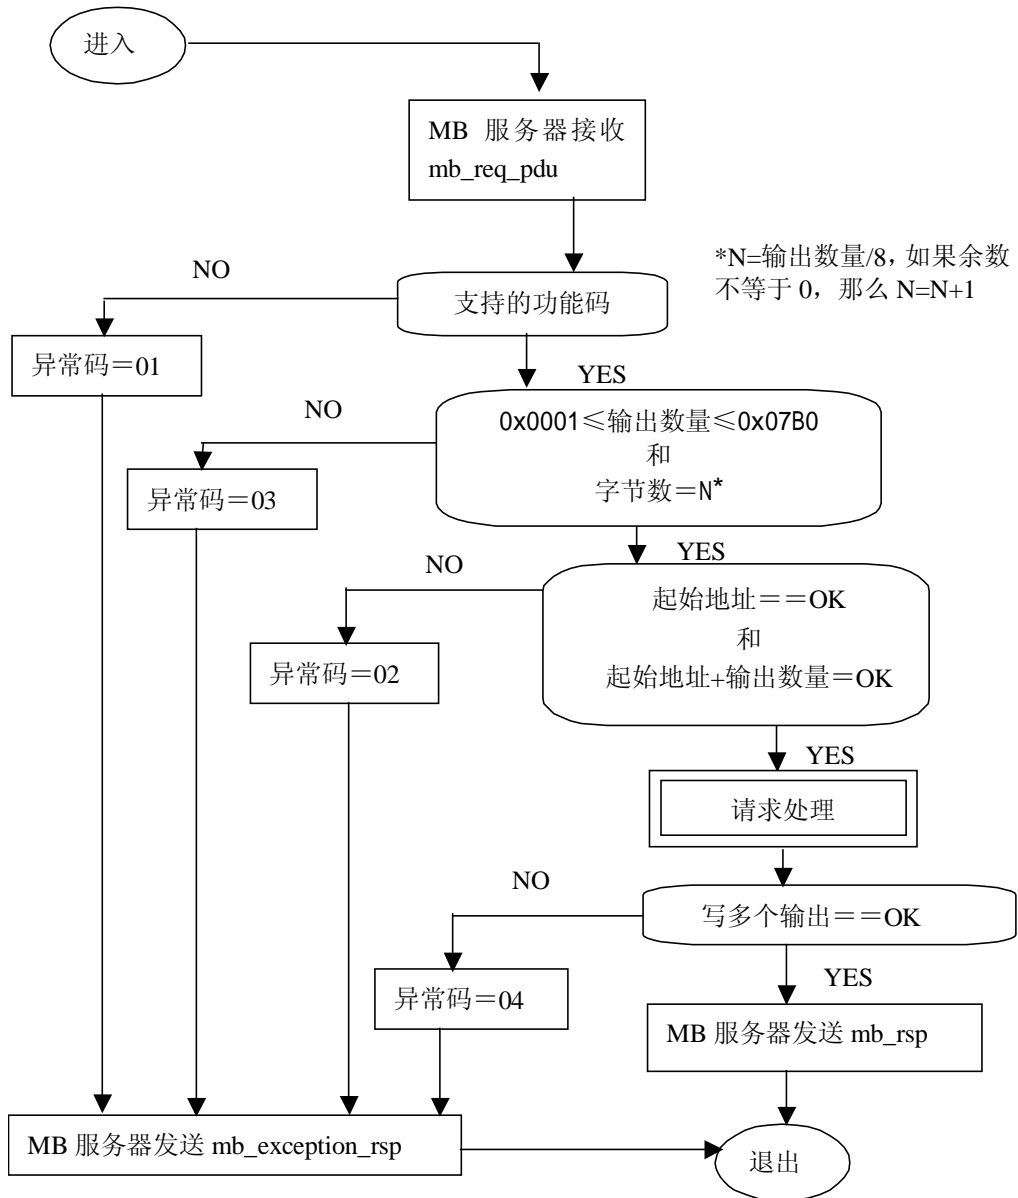 进入
MB 服务器接收
mb_req_pdu
*N=输出数量/8，如果余数
不等于 0，那么 N=N+1
NO
支持的功能码
异常码＝01
YES
NO
0x0001≤输出数量≤0x07B0
和
字节数＝N*
异常码＝03
YES
NO
起始地址＝＝OK
和
起始地址+输出数量＝OK
异常码＝02
YES
请求处理
NO
写多个输出＝＝OK
YES
异常码＝04
MB 服务器发送 mb_rsp
MB 服务器发送 mb_exception_rsp
退出